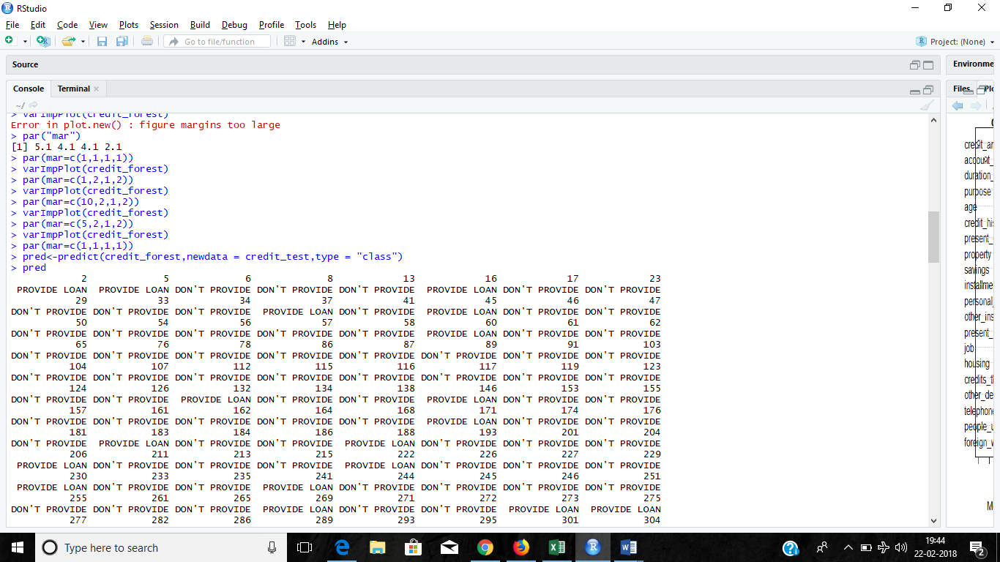 RStudio
File Edit Code View Plots Session Build Debug Profile Tools Help
Go to file/function Addins Project: (None)
Source
Environme
Console Terminal
Files Plo
~/
> varImpPlot(credit_forest)
Error in plot.new() : figure margins too large
> par("mar")
[1] 5.1 4.1 4.1 2.1
> par(mar=c(1,1,1,1))
> varImpPlot(credit_forest)
> par(mar=c(1,2,1,2))
> varImpPlot(credit_forest)
> par(mar=c(10,2,1,2))
> varImpPlot(credit_forest)
> par(mar=c(5,2,1,2))
> varImpPlot(credit_forest)
> par(mar=c(1,1,1,1))
> pred<-predict(credit_forest,newdata = credit_test,type = "class")
> pred
2 5 6 8 13 16 17 23
PROVIDE LOAN PROVIDE LOAN DON'T PROVIDE DON'T PROVIDE DON'T PROVIDE PROVIDE LOAN DON'T PROVIDE DON'T PROVIDE
29 33 34 37 41 45 46 47
DON'T PROVIDE DON'T PROVIDE DON'T PROVIDE PROVIDE LOAN DON'T PROVIDE PROVIDE LOAN DON'T PROVIDE DON'T PROVIDE
50 54 56 57 58 60 61 62
DON'T PROVIDE DON'T PROVIDE DON'T PROVIDE DON'T PROVIDE DON'T PROVIDE PROVIDE LOAN DON'T PROVIDE DON'T PROVIDE
65 76 78 86 87 89 91 103
DON'T PROVIDE DON'T PROVIDE DON'T PROVIDE DON'T PROVIDE DON'T PROVIDE DON'T PROVIDE DON'T PROVIDE DON'T PROVIDE
104 107 112 115 116 117 119 123
DON'T PROVIDE DON'T PROVIDE DON'T PROVIDE DON'T PROVIDE DON'T PROVIDE DON'T PROVIDE DON'T PROVIDE DON'T PROVIDE
124 126 132 134 138 146 153 155
DON'T PROVIDE DON'T PROVIDE PROVIDE LOAN DON'T PROVIDE DON'T PROVIDE PROVIDE LOAN DON'T PROVIDE DON'T PROVIDE
157 161 162 164 168 171 174 176
DON'T PROVIDE DON'T PROVIDE DON'T PROVIDE DON'T PROVIDE DON'T PROVIDE PROVIDE LOAN DON'T PROVIDE DON'T PROVIDE
181 183 184 186 188 193 201 204
DON'T PROVIDE PROVIDE LOAN DON'T PROVIDE DON'T PROVIDE PROVIDE LOAN DON'T PROVIDE DON'T PROVIDE DON'T PROVIDE
206 211 213 215 222 226 227 229
PROVIDE LOAN DON'T PROVIDE DON'T PROVIDE DON'T PROVIDE PROVIDE LOAN DON'T PROVIDE DON'T PROVIDE DON'T PROVIDE
230 233 235 241 244 245 246 251
PROVIDE LOAN DON'T PROVIDE DON'T PROVIDE PROVIDE LOAN DON'T PROVIDE DON'T PROVIDE DON'T PROVIDE DON'T PROVIDE
255 261 265 269 271 272 273 275
DON'T PROVIDE DON'T PROVIDE DON'T PROVIDE PROVIDE LOAN DON'T PROVIDE DON'T PROVIDE PROVIDE LOAN PROVIDE LOAN
277 282 286 289 293 295 301 304
credit_ar
account_
duration_
purpose
age
credit_hi
present_
property
savings
installme
personal_
other_ins
present_
job
housing
credits_t
other_de
telephon
people_u
foreign_w
M
Type here to search
19:44
22-02-2018
2